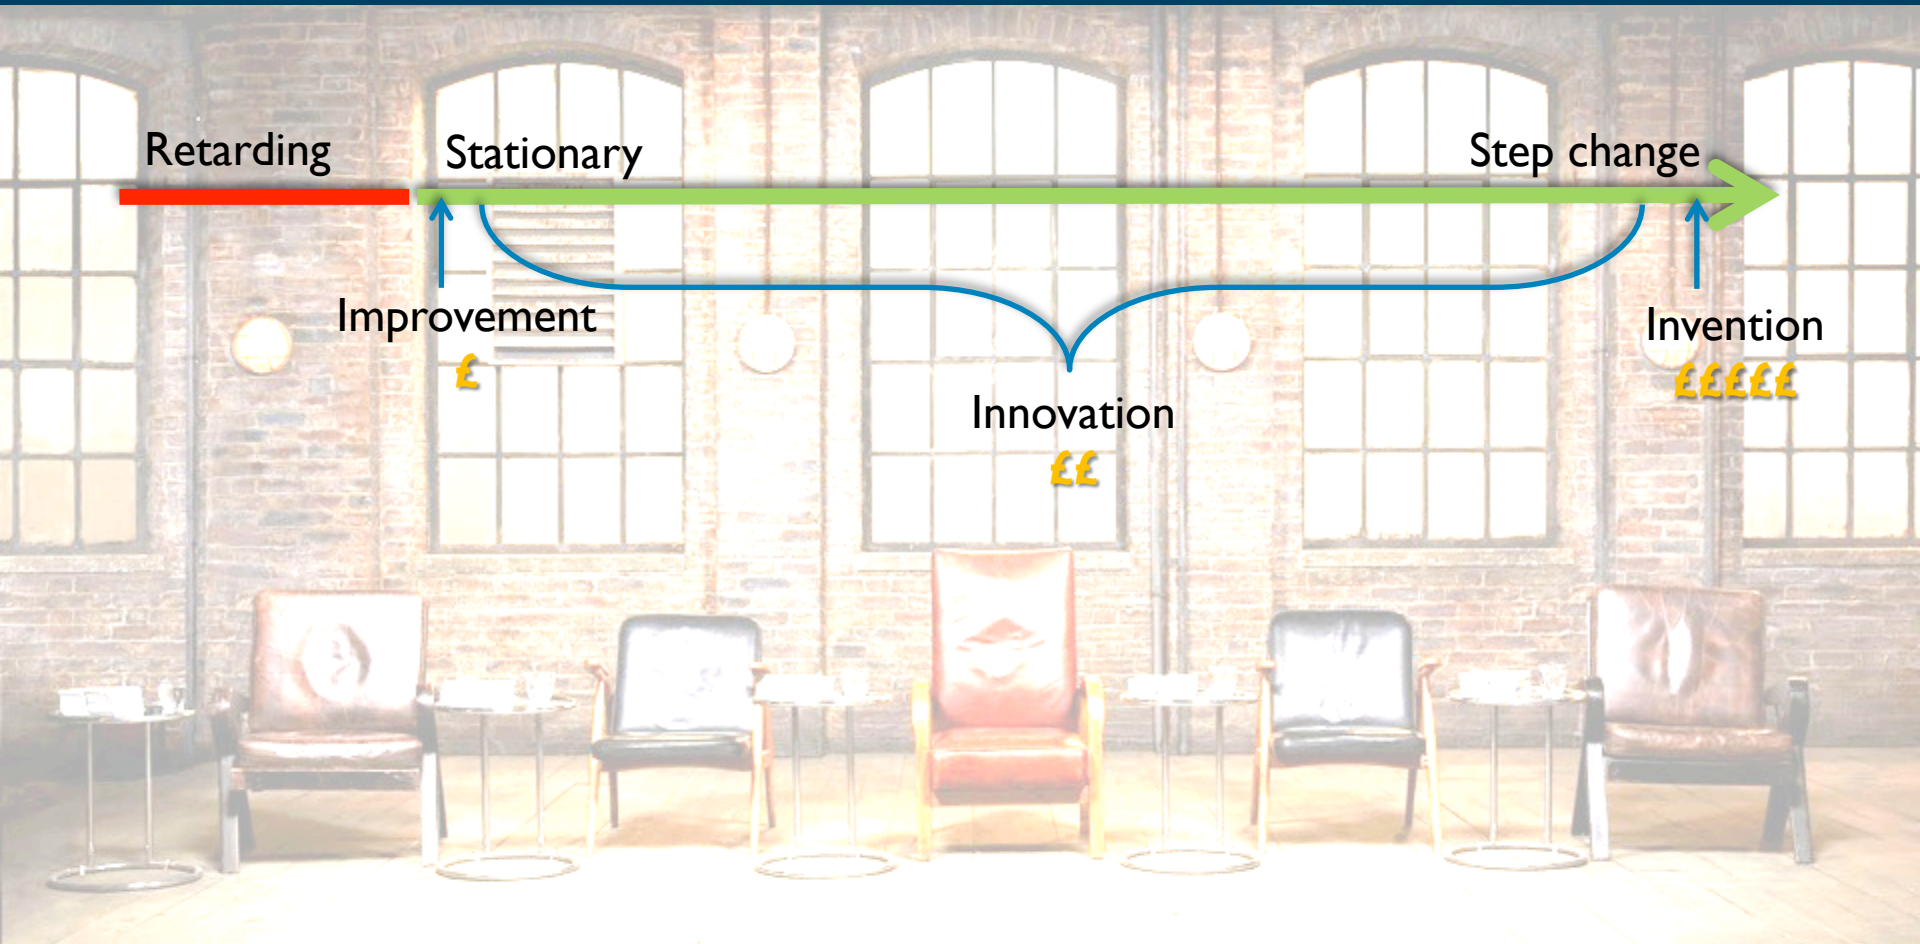 Retarding
Stationary
Step change
Improvement
£
Innovation
££
Invention
£££££